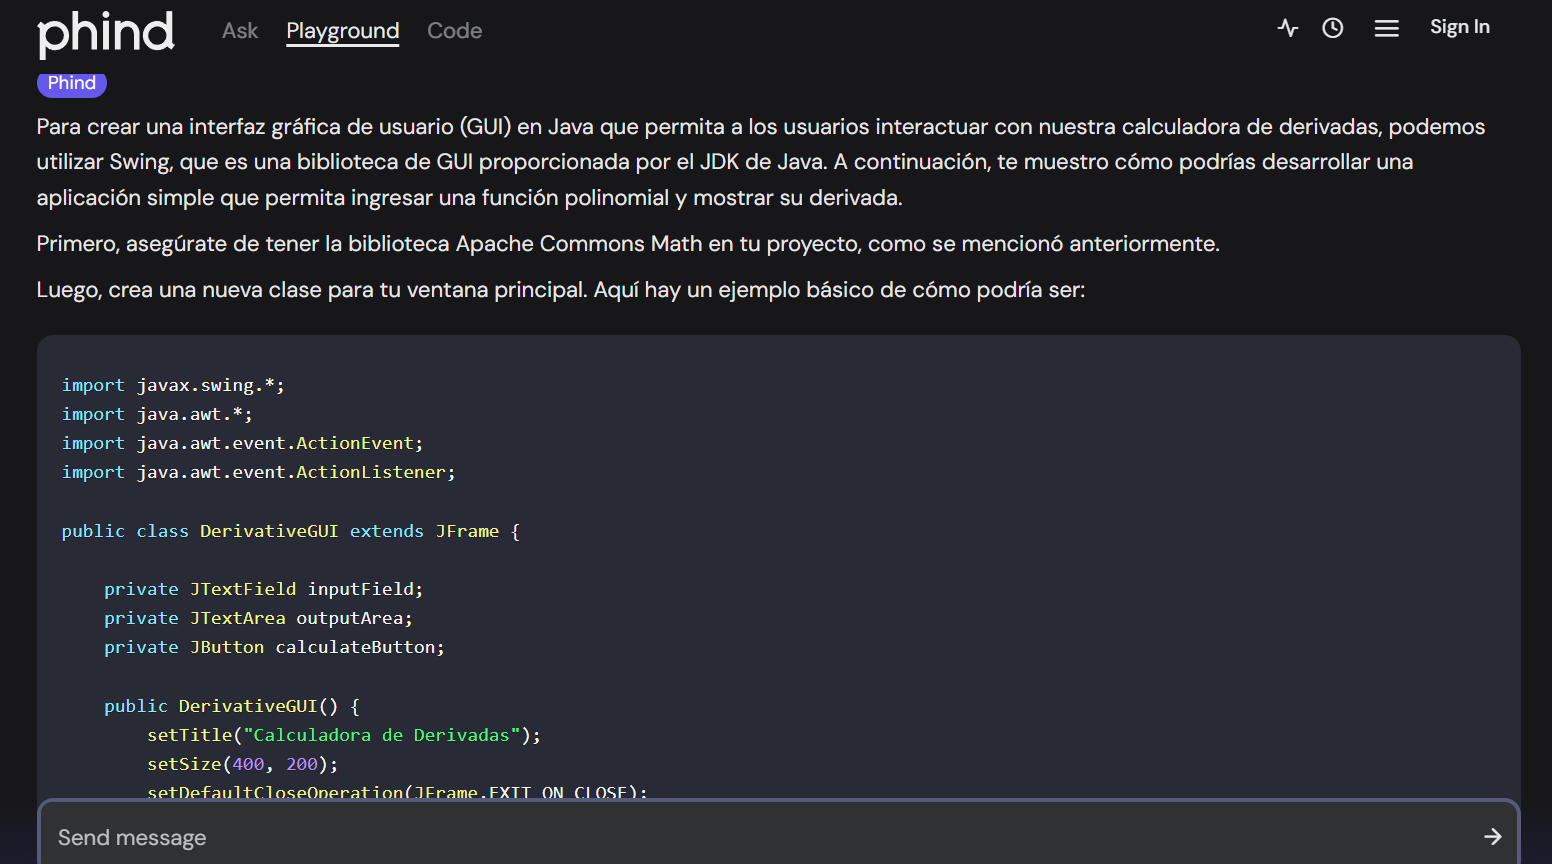 phind Ask Playground Code Sign In
Phind
Para crear una interfaz gráfica de usuario (GUI) en Java que permita a los usuarios interactuar con nuestra calculadora de derivadas, podemos
utilizar Swing, que es una biblioteca de GUI proporcionada por el JDK de Java. A continuación, te muestro cómo podrías desarrollar una
aplicación simple que permita ingresar una función polinomial y mostrar su derivada.
Primero, asegúrate de tener la biblioteca Apache Commons Math en tu proyecto, como se mencionó anteriormente.
Luego, crea una nueva clase para tu ventana principal. Aquí hay un ejemplo básico de cómo podría ser:
import javax.swing.*;
import java.awt.*;
import java.awt.event.ActionEvent;
import java.awt.event.ActionListener;
public class DerivativeGUI extends JFrame {
private JTextField inputField;
private JTextArea outputArea;
private JButton calculateButton;
public DerivativeGUI() {
setTitle("Calculadora de Derivadas");
setSize(400, 200);
setDefaultCloseOperation(JFrame.EXIT_ON_CLOSE);
Send message